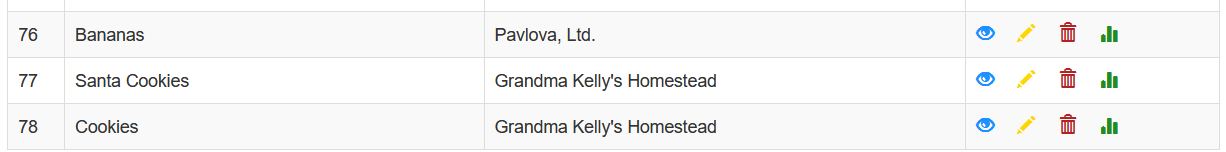 76 Bananas Pavlova, Ltd.
77 Santa Cookies Grandma Kelly's Homestead
78 Cookies Grandma Kelly's Homestead